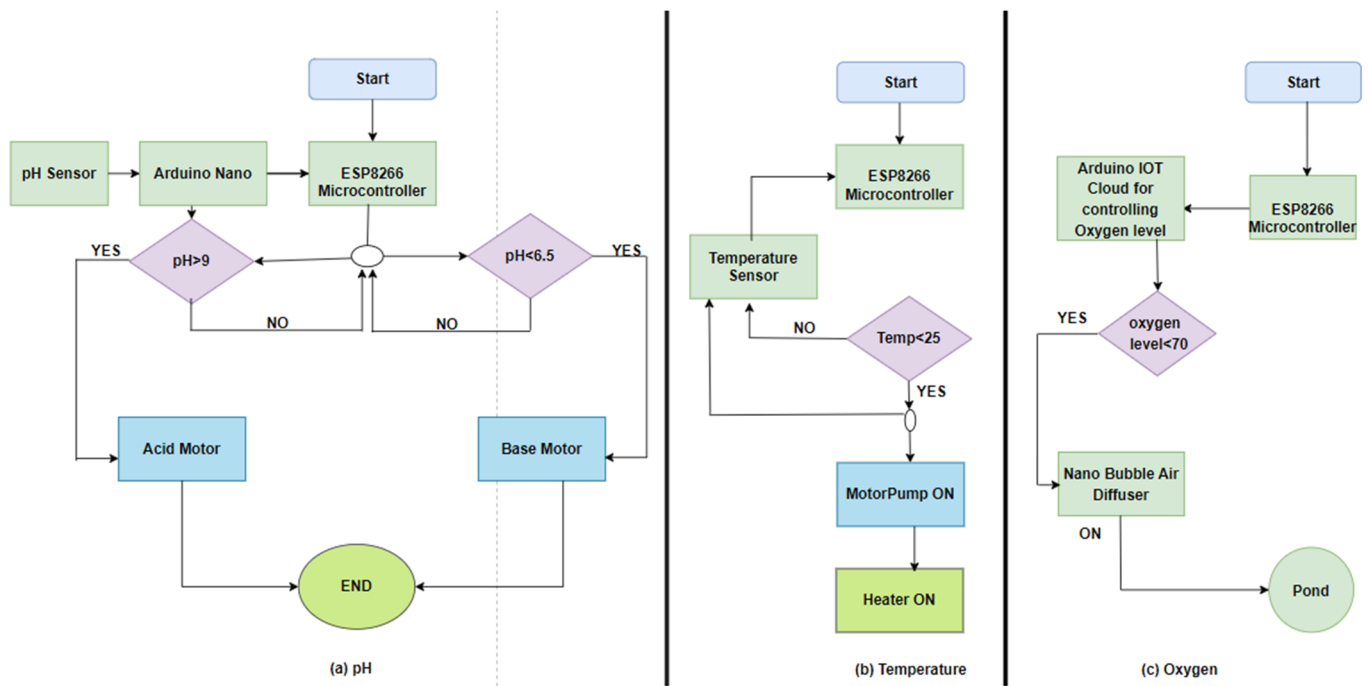 Start
pH Sensor
Arduino Nano
ESP8266
Microcontroller
YES
pH>9
pH<6.5
YES
NO
NO
Acid Motor
Base Motor
END
(a) pH
Start
ESP8266
Microcontroller
Temperature
Sensor
NO
Temp<25
YES
MotorPump ON
Heater ON
(b) Temperature
Start
Arduino IOT
Cloud for
controlling
Oxygen level
ESP8266
Microcontroller
YES
oxygen
level<70
Nano Bubble Air
Diffuser
ON
Pond
(c) Oxygen